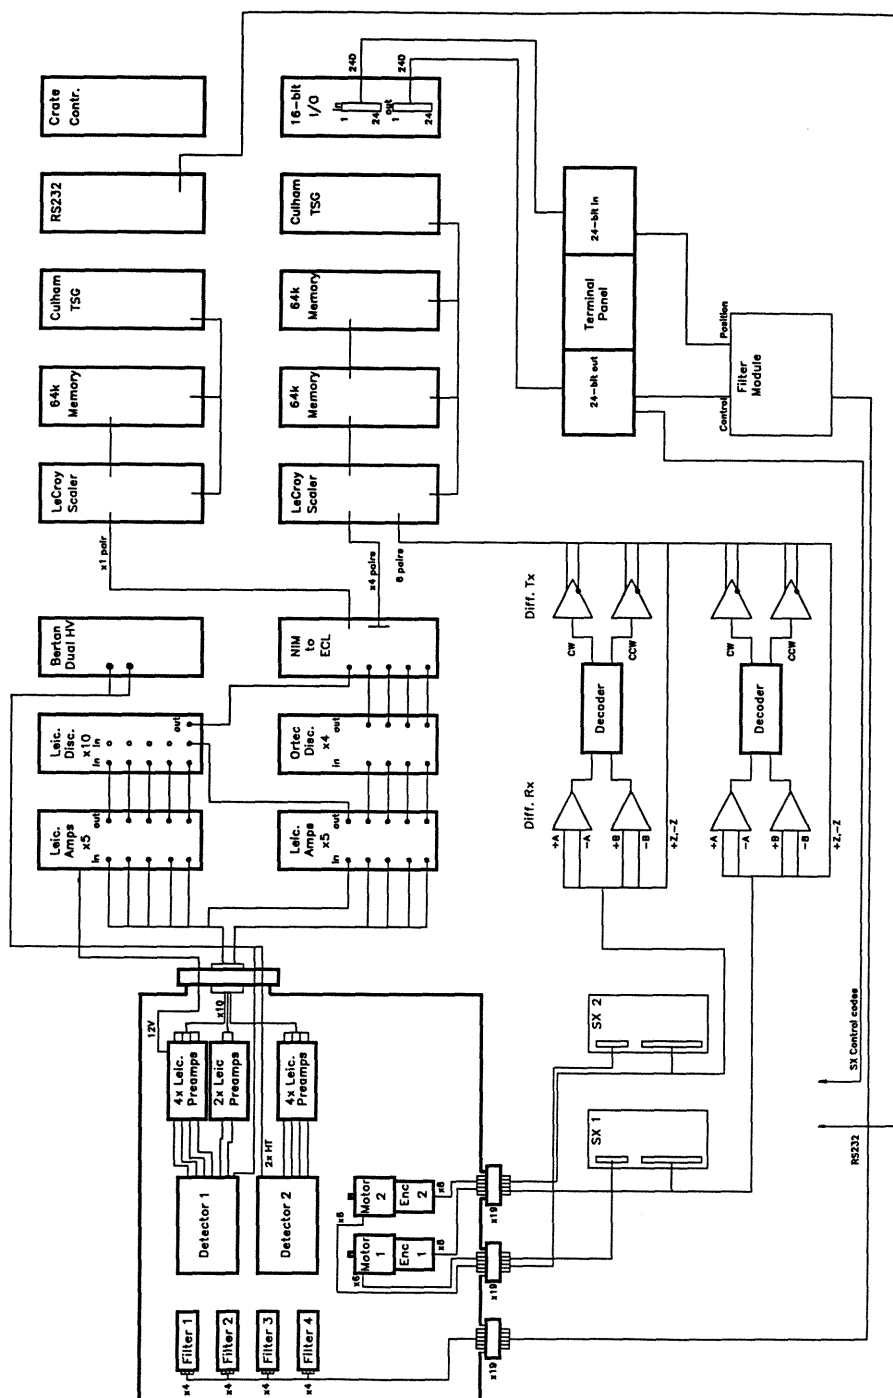 Crate
Contr.
RS232
Culham
TSG
64k
Memory
LeCroy
Scaler
x1 pair
Bertan
Dual HV
Leic.
Disc.
x10
in
out
Leic.
Amps
x5
in
out
16-bit
I/O
in
1
24
out
1
24
240
240
Culham
TSG
64k
Memory
64k
Memory
LeCroy
Scaler
x4 pairs
6 pairs
NIM
to
ECL
Ortec
Disc.
x4
in
out
Leic.
Amps
x5
in
out
24-bit in
Terminal
Panel
24-bit out
Position
Control
Filter
Module
Diff. Tx
CW
CCW
Decoder
Diff. Rx
+A
-A
+B
-B
+Z,-Z
CW
CCW
Decoder
+A
-A
+B
-B
+Z,-Z
12V
x10
4x Leic.
Preamps
2x Leic
Preamps
4x Leic.
Preamps
2x HT
Detector 1
Detector 2
Motor
2
Enc
2
x6
x8
Motor
1
Enc
1
x6
x8
Filter 1
Filter 2
Filter 3
Filter 4
x4
x4
x4
x4
x19
x19
x19
SX 2
SX 1
SX Control codes
RS232